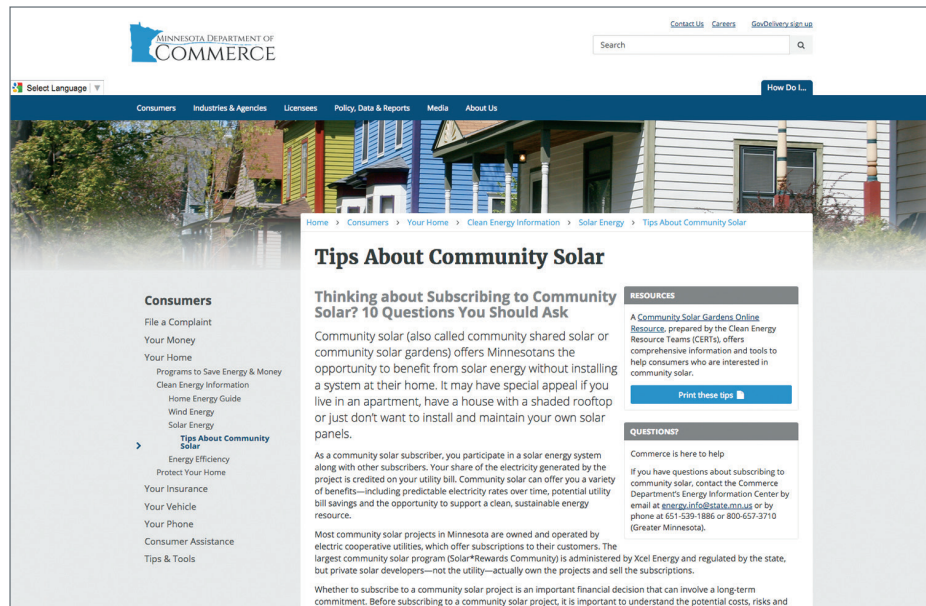 Contact Us Careers GovDelivery sign up
MINNESOTA DEPARTMENT OF
COMMERCE
Search
Select Language
How Do I...
Consumers Industries & Agencies Licensees Policy, Data & Reports Media About Us
Home > Consumers > Your Home > Clean Energy Information > Solar Energy > Tips About Community Solar
Tips About Community Solar
Consumers
File a Complaint
Your Money
Your Home
Programs to Save Energy & Money
Clean Energy Information
Home Energy Guide
Wind Energy
Solar Energy
Tips About Community
Solar
Energy Efficiency
Protect Your Home
Your Insurance
Your Vehicle
Your Phone
Consumer Assistance
Tips & Tools
Thinking about Subscribing to Community
Solar? 10 Questions You Should Ask
Community solar (also called community shared solar or
community solar gardens) offers Minnesotans the
opportunity to benefit from solar energy without installing
a system at their home. It may have special appeal if you
live in an apartment, have a house with a shaded rooftop
or just don't want to install and maintain your own solar
panels.
As a community solar subscriber, you participate in a solar energy system
along with other subscribers. Your share of the electricity generated by the
project is credited on your utility bill. Community solar can offer you a variety
of benefits—including predictable electricity rates over time, potential utility
bill savings and the opportunity to support a clean, sustainable energy
resource.
Most community solar projects in Minnesota are owned and operated by
electric cooperative utilities, which offer subscriptions to their customers. The
largest community solar program (Solar*Rewards Community) is administered by Xcel Energy and regulated by the state,
but private solar developers—not the utility—actually own the projects and sell the subscriptions.
Whether to subscribe to a community solar project is an important financial decision that can involve a long-term
commitment. Before subscribing to a community solar project, it is important to understand the potential costs, risks and
RESOURCES
A Community Solar Gardens Online
Resource, prepared by the Clean Energy
Resource Teams (CERTs), offers
comprehensive information and tools to
help consumers who are interested in
community solar.
Print these tips
QUESTIONS?
Commerce is here to help
If you have questions about subscribing to
community solar, contact the Commerce
Department's Energy Information Center by
email at energy.info@state.mn.us or by
phone at 651-539-1886 or 800-657-3710
(Greater Minnesota).